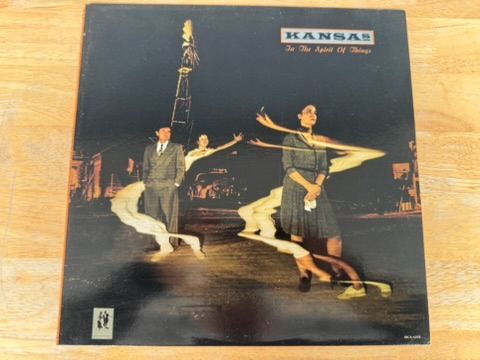 KANSAS
In The Spirit Of Things